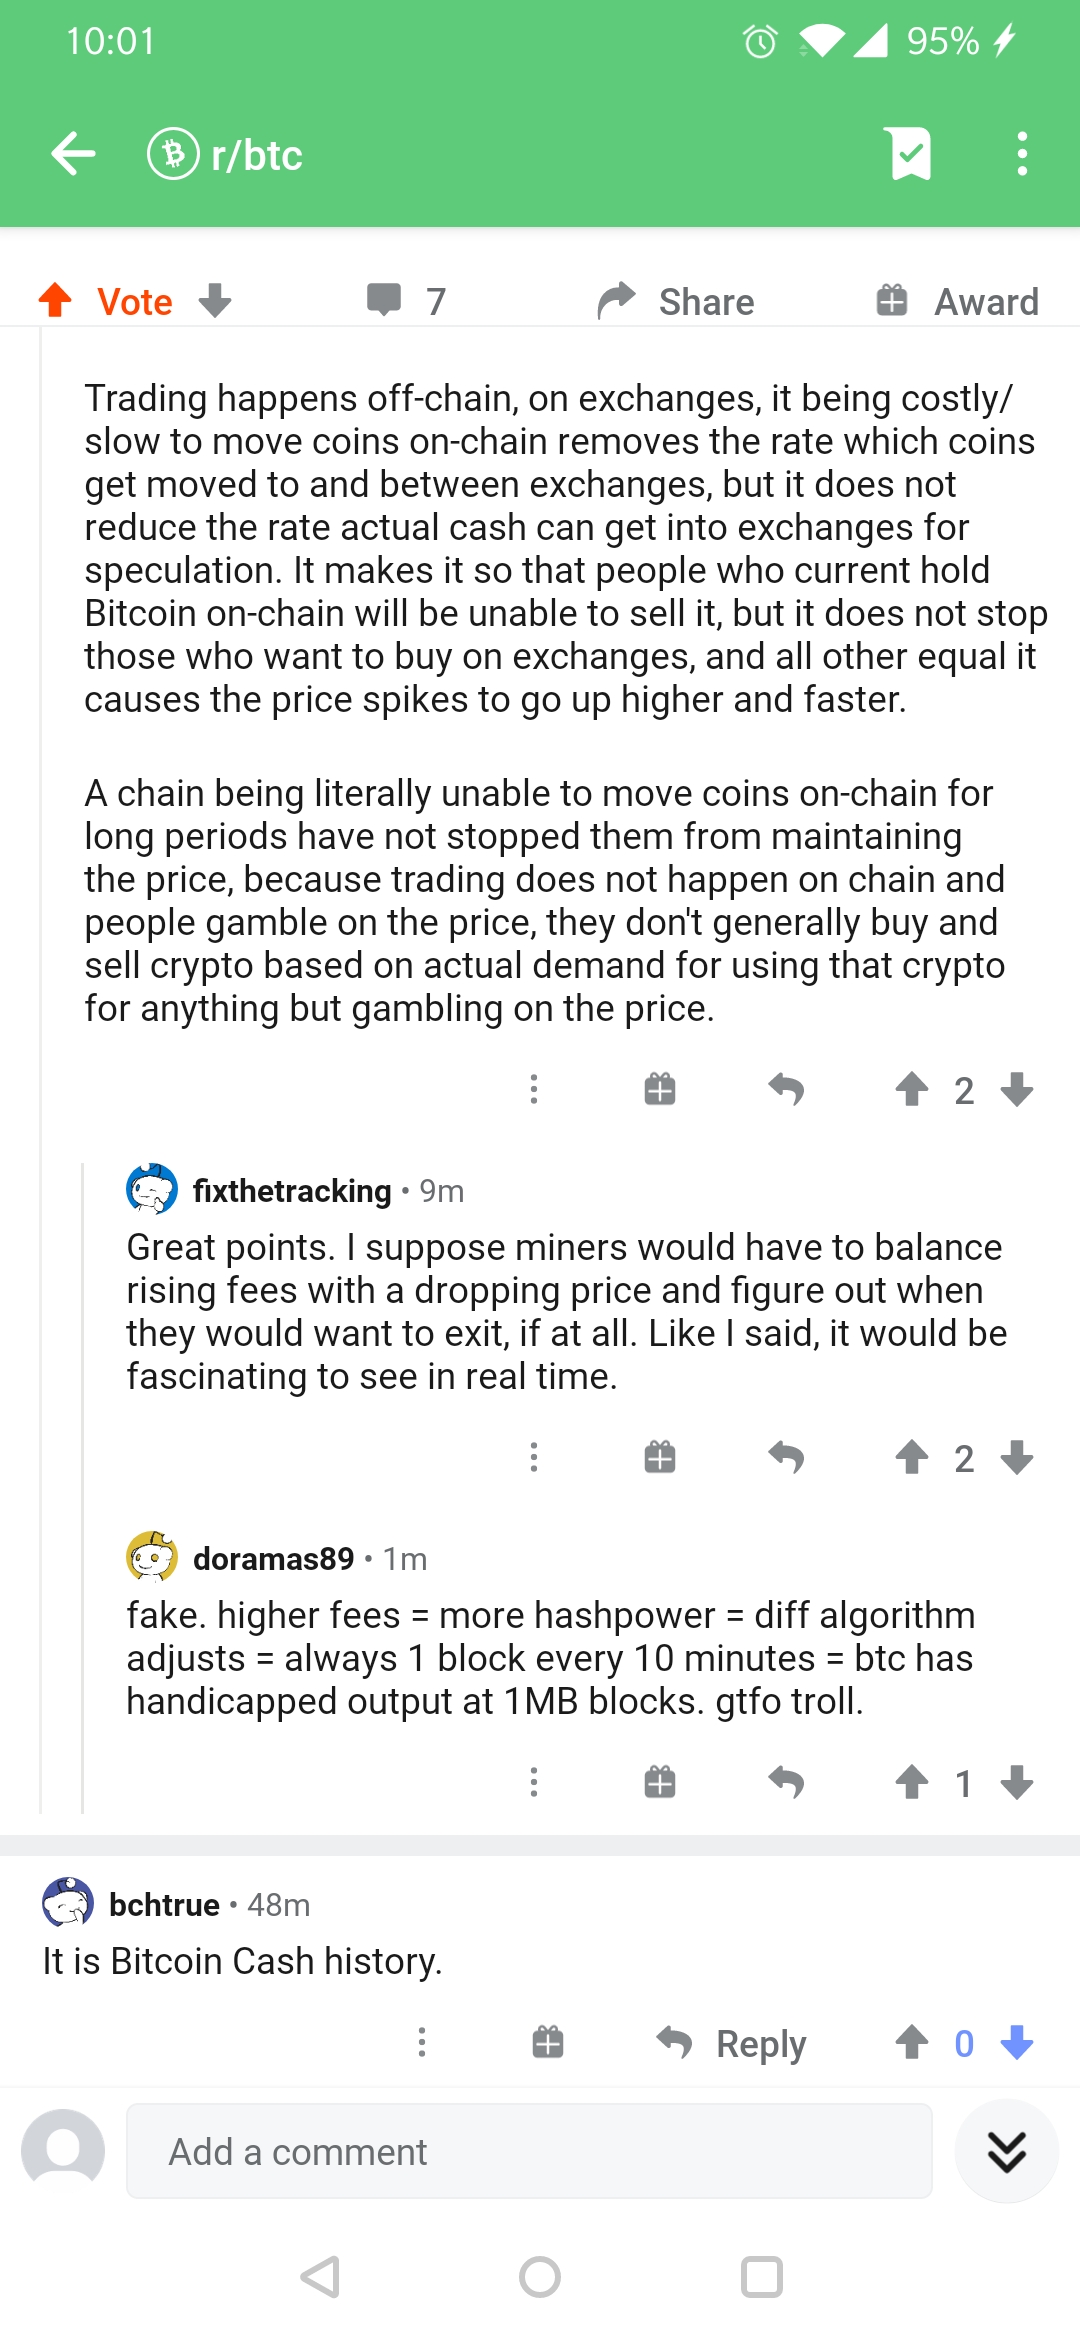 10:01
95%
r/btc
Vote
7
Share
Award
Trading happens off-chain, on exchanges, it being costly/
slow to move coins on-chain removes the rate which coins
get moved to and between exchanges, but it does not
reduce the rate actual cash can get into exchanges for
speculation. It makes it so that people who current hold
Bitcoin on-chain will be unable to sell it, but it does not stop
those who want to buy on exchanges, and all other equal it
causes the price spikes to go up higher and faster.
A chain being literally unable to move coins on-chain for
long periods have not stopped them from maintaining
the price, because trading does not happen on chain and
people gamble on the price, they don't generally buy and
sell crypto based on actual demand for using that crypto
for anything but gambling on the price.
2
fixthetracking • 9m
Great points. I suppose miners would have to balance
rising fees with a dropping price and figure out when
they would want to exit, if at all. Like I said, it would be
fascinating to see in real time.
2
doramas89 • 1m
fake. higher fees = more hashpower = diff algorithm
adjusts = always 1 block every 10 minutes = btc has
handicapped output at 1MB blocks. gtfo troll.
1
bchtrue • 48m
It is Bitcoin Cash history.
Reply
0
Add a comment